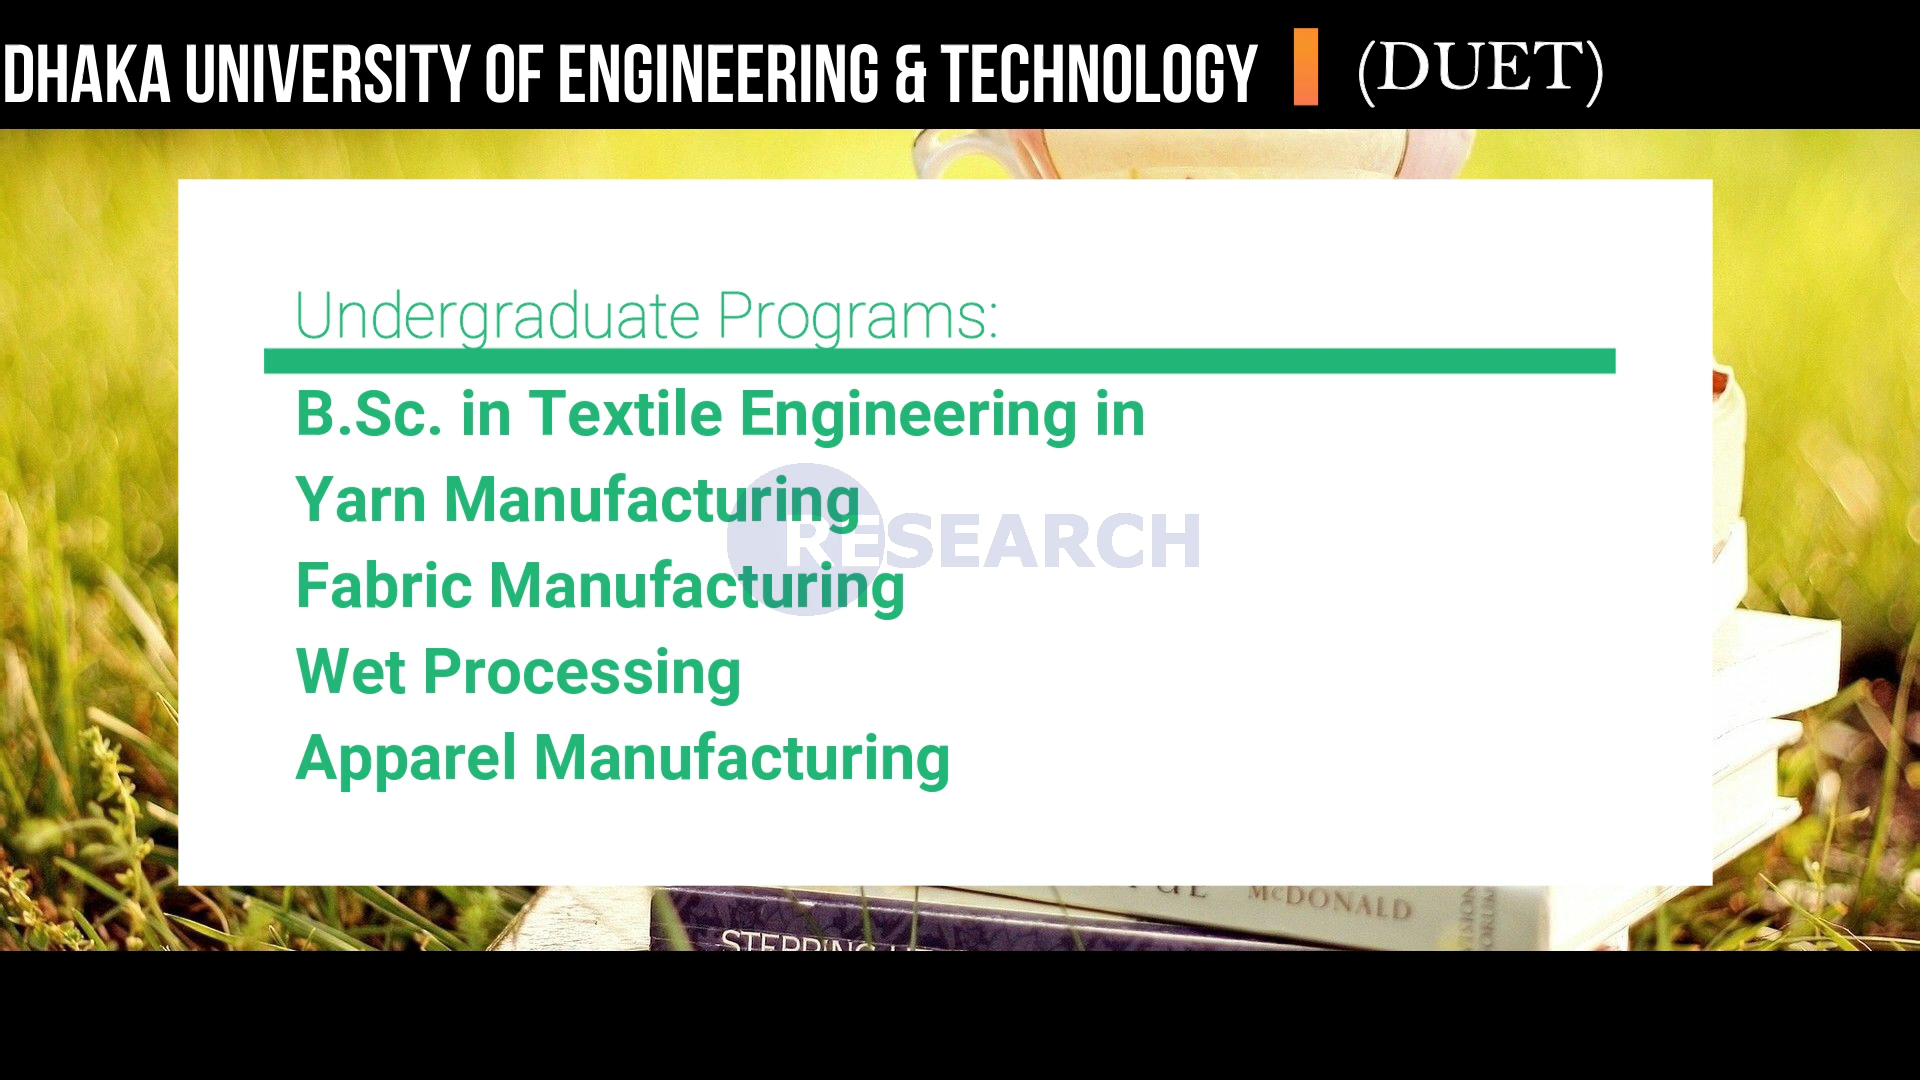 DHAKA UNIVERSITY OF ENGINEERING & TECHNOLOGY (DUET)
Undergraduate Programs:
B.Sc. in Textile Engineering in
Yarn Manufacturing
RESEARCH
Fabric Manufacturing
Wet Processing
Apparel Manufacturing
McDONALD